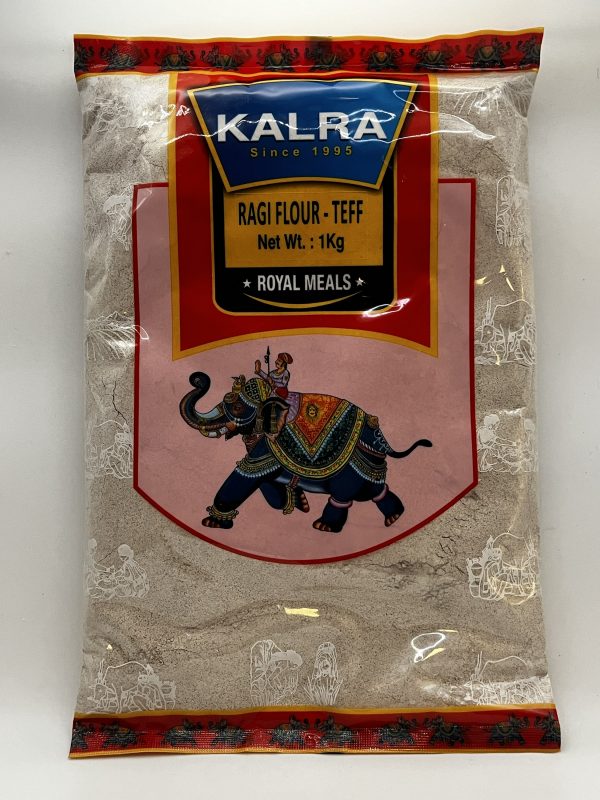 KALRA
Since 1995
RAGI FLOUR - TEFF
Net Wt. : 1Kg
★ ROYAL MEALS ★